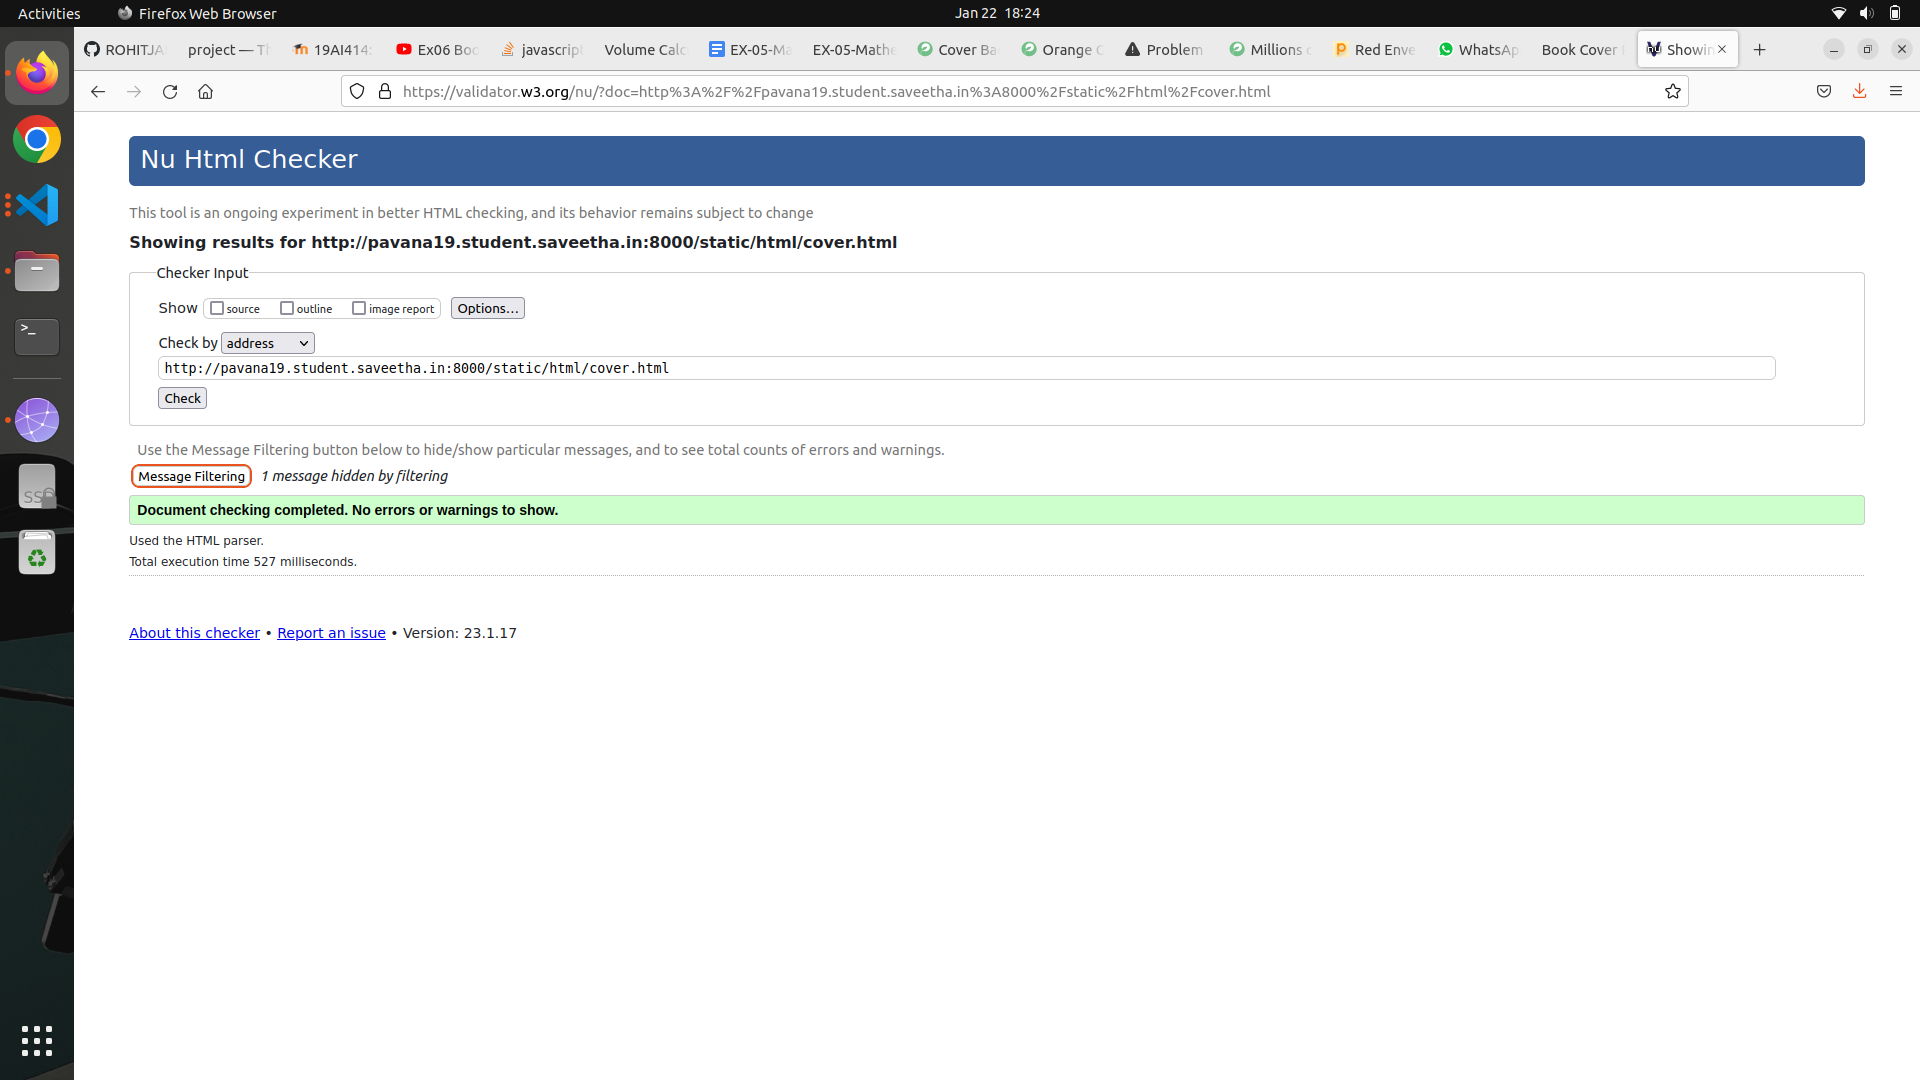 Activities Firefox Web Browser Jan 22 18:24
ROHITJA project — Th 19AI414: Ex06 Boo javascrip Volume Calc EX-05-Ma EX-05-Mathe Cover Ba Orange C Problem Millions o Red Enve WhatsAp Book Cover Showin
https://validator.w3.org/nu/?doc=http%3A%2F%2Fpavana19.student.saveetha.in%3A8000%2Fstatic%2Fhtml%2Fcover.html
Nu Html Checker
This tool is an ongoing experiment in better HTML checking, and its behavior remains subject to change
Showing results for http://pavana19.student.saveetha.in:8000/static/html/cover.html
Checker Input
Show source outline image report Options...
Check by address
http://pavana19.student.saveetha.in:8000/static/html/cover.html
Check
Use the Message Filtering button below to hide/show particular messages, and to see total counts of errors and warnings.
Message Filtering 1 message hidden by filtering
Document checking completed. No errors or warnings to show.
Used the HTML parser.
Total execution time 527 milliseconds.
About this checker • Report an issue • Version: 23.1.17